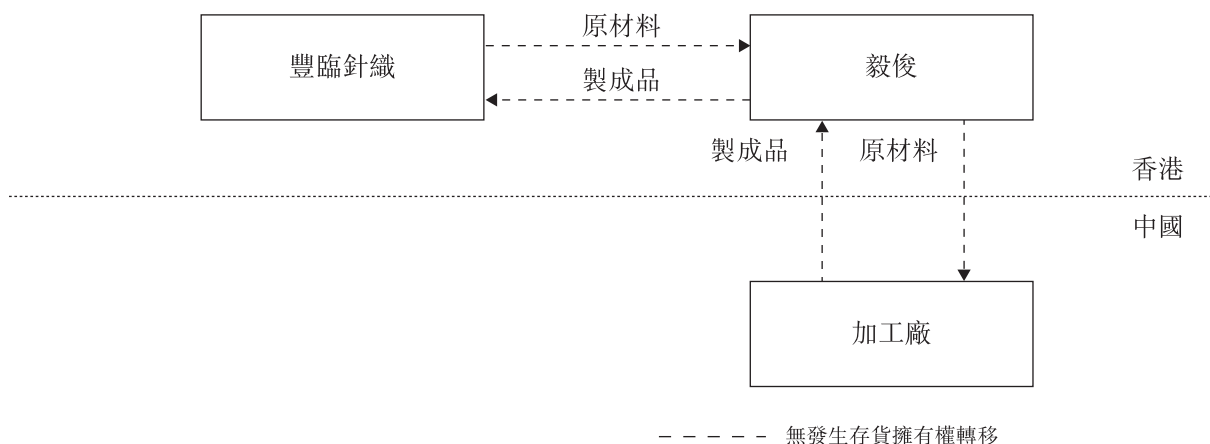 原材料
豐臨針織
毅俊
製成品
製成品
原材料
香港
中國
加工廠
無發生存貨擁有權轉移